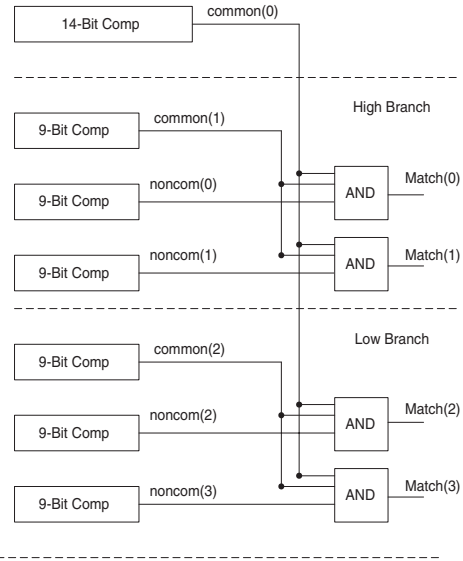 common(0)
14-Bit Comp
High Branch
common(1)
9-Bit Comp
noncom(0)
Match(0)
9-Bit Comp
AND
noncom(1)
Match(1)
9-Bit Comp
AND
Low Branch
common(2)
9-Bit Comp
noncom(2)
Match(2)
9-Bit Comp
AND
noncom(3)
Match(3)
9-Bit Comp
AND